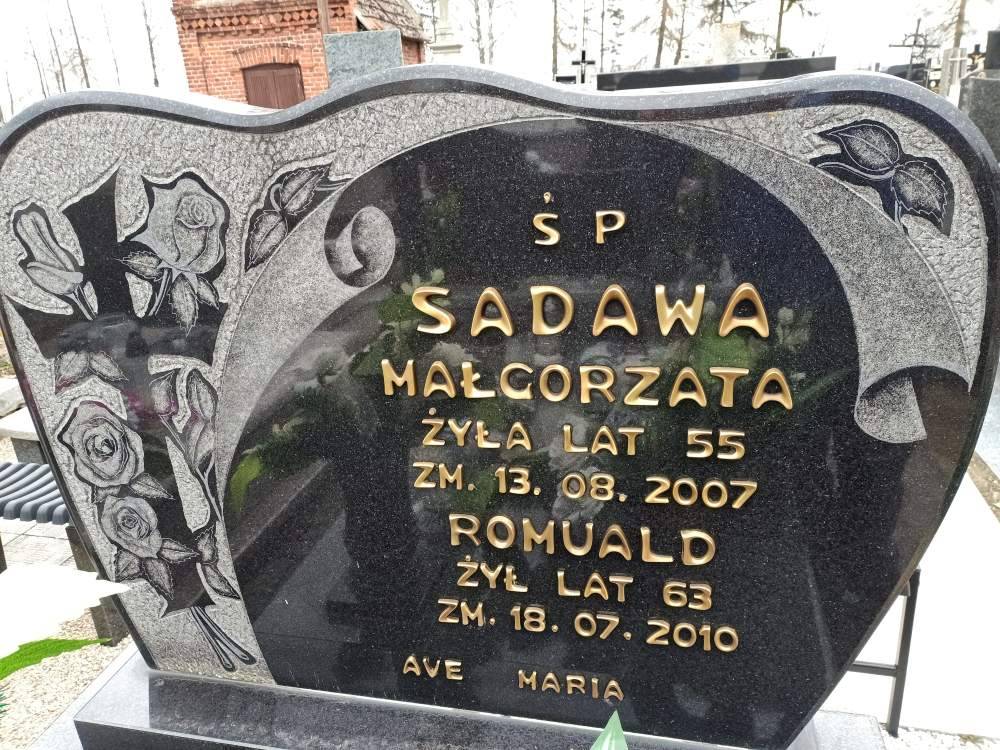 Ś P
SADAWA
MAŁGORZATA
ŻYŁA LAT 55
ZM. 13. 08. 2007
ROMUALD
ŻYŁ LAT 63
ZM. 18. 07. 2010
AVE MARIA